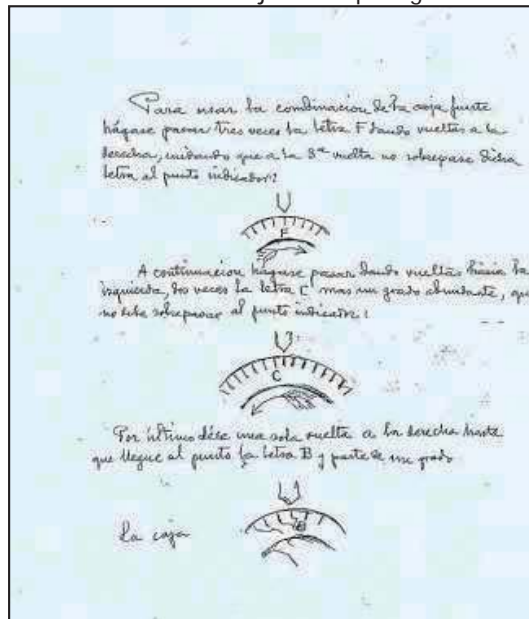 Para usar la combinacion de la caja fuerte
hágase pasar tres veces la letra F dando vueltas a la
derecha, cuidando que a la 3ª vuelta no sobrepase dicha
letra al punto indicador:
F
A continuacion hágase pasar dando vueltas hácia la
izquierda, dos veces la letra C mas un grado abundante, que
no debe sobrepasar al punto indicador:
C
Por último dése una sola vuelta a la derecha hasta
que llegue al punto la letra B y parte de un grado
B
La caja